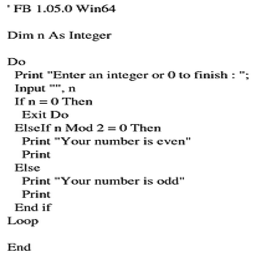 ' FB 1.05.0 Win64

Dim n As Integer

Do
  Print "Enter an integer or 0 to finish : ";
  Input "", n
  If n = 0 Then
    Exit Do
  ElseIf n Mod 2 = 0 Then
    Print "Your number is even"
    Print
  Else
    Print "Your number is odd"
    Print
  End if
Loop

End